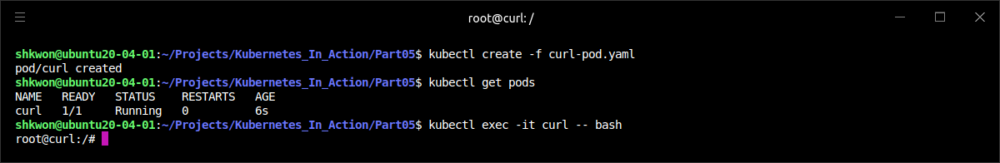 root@curl: /
shkwon@ubuntu20-04-01:~/Projects/Kubernetes_In_Action/Part05$ kubectl create -f curl-pod.yaml
pod/curl created
shkwon@ubuntu20-04-01:~/Projects/Kubernetes_In_Action/Part05$ kubectl get pods
NAME   READY   STATUS    RESTARTS   AGE
curl   1/1     Running   0          6s
shkwon@ubuntu20-04-01:~/Projects/Kubernetes_In_Action/Part05$ kubectl exec -it curl -- bash
root@curl:/#